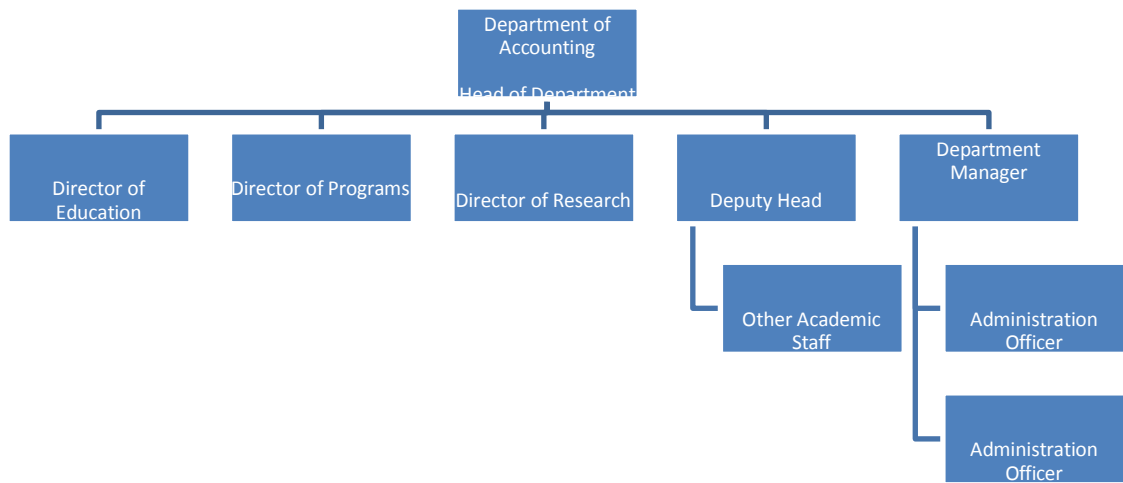 Department of
Accounting
Head of Department
Director of
Education
Director of Programs
Director of Research
Deputy Head
Department
Manager
Other Academic
Staff
Administration
Officer
Administration
Officer